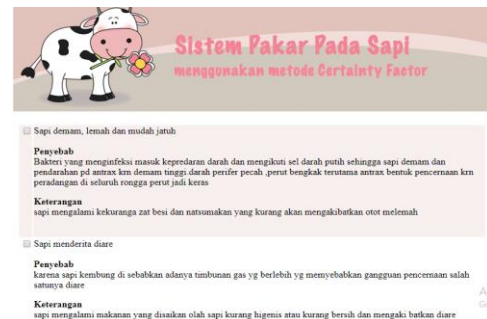 Sistem Pakar Pada Sapi
menggunakan metode Certainty Factor
Sapi demam, lemah dan mudah jatuh
Penyebab
Bakteri yang menginfeksi masuk kepredaran darah dan mengikuti sel darah putih sehingga sapi demam dan
pendarahan pd antrax krn demam tinggi.darah perifer pecah ,perut bengkak terutama antrax bentuk pencernaan krn
peradangan di seluruh rongga perut jadi keras
Keterangan
sapi mengalami kekuranga zat besi dan natsumakan yang kurang akan mengakibatkan otot melemah
Sapi menderita diare
Penyebab
karena sapi kembung di sebabkan adanya timbunan gas yg berlebih yg memyebabkan gangguan pencernaan salah
satunya diare
Keterangan
sapi mengalami makanan yang disaikan olah sapi kurang higenis atau kurang bersih dan mengaki batkan diare